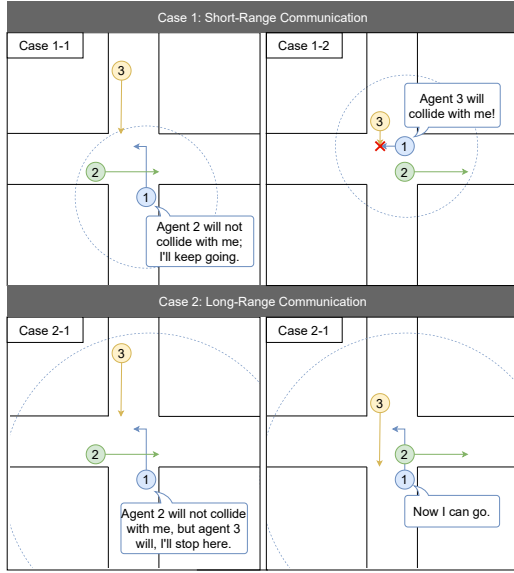 Case 1: Short-Range Communication
Case 1-1
3
2
1
Agent 2 will not
collide with me;
I'll keep going.
Case 1-2
Agent 3 will
collide with me!
3
1
2
Case 2: Long-Range Communication
Case 2-1
3
2
1
Agent 2 will not collide
with me, but agent 3
will, I'll stop here.
Case 2-1
3
2
1
Now I can go.